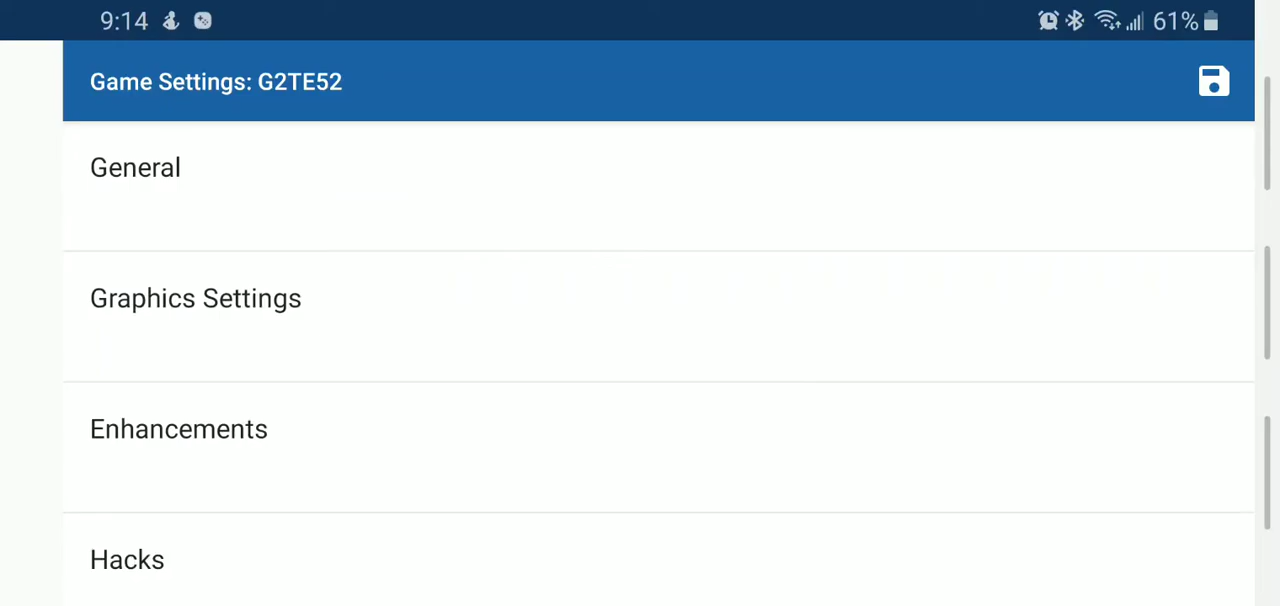 9:14 61%
Game Settings: G2TE52
General
Graphics Settings
Enhancements
Hacks